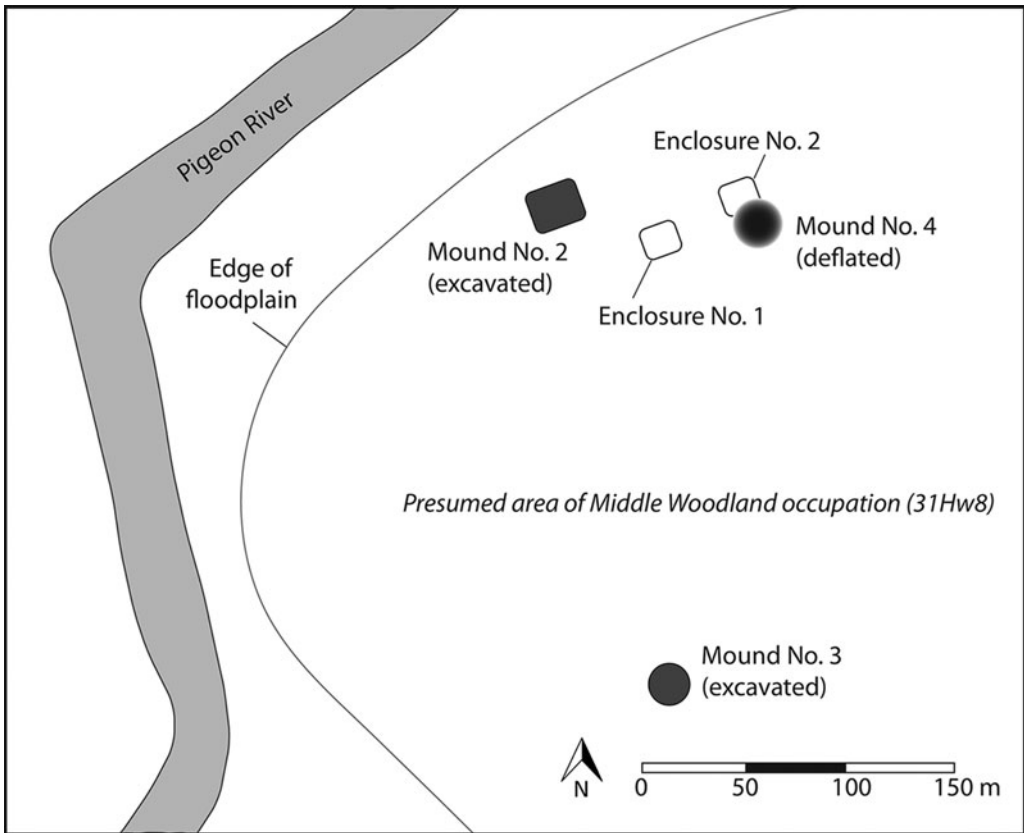 Pigeon River
Enclosure No. 2
Mound No. 2
(excavated)
Mound No. 4
(deflated)
Edge of
floodplain
Enclosure No. 1
Presumed area of Middle Woodland occupation (31Hw8)
Mound No. 3
(excavated)
N
0 50 100 150 m